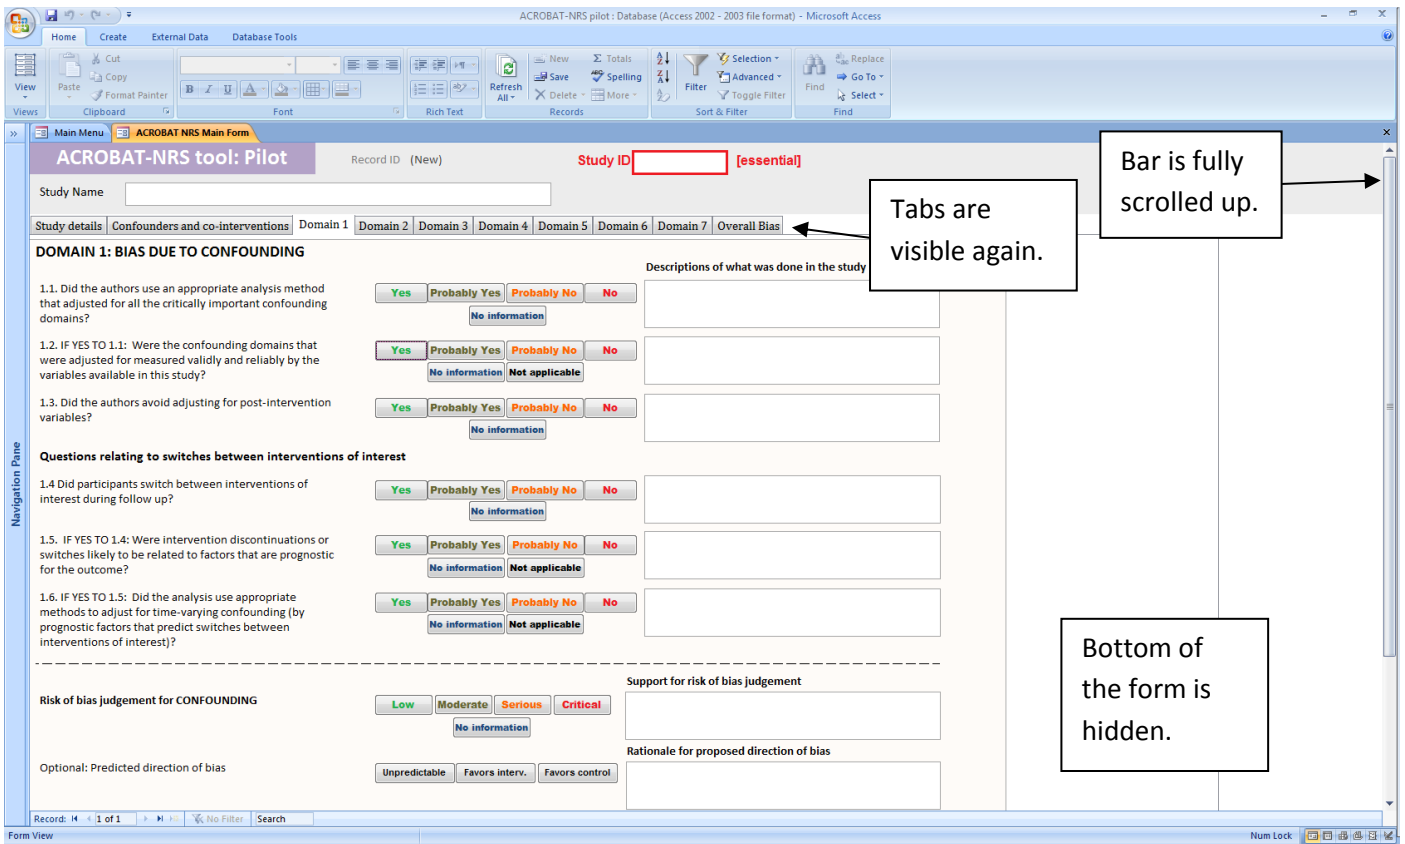 ACROBAT-NRS pilot : Database (Access 2002 - 2003 file format) - Microsoft Access
Home Create External Data Database Tools
View
Views
Paste
Cut
Copy
Format Painter
Clipboard
B I U A
Font
Rich Text
Refresh
All
New
Save
Delete
Totals
Spelling
More
Records
Filter
Selection
Advanced
Toggle Filter
Sort & Filter
Find
Replace
Go To
Select
Find
Main Menu ACROBAT NRS Main Form
ACROBAT-NRS tool: Pilot Record ID (New) Study ID [essential]
Study Name
Study details Confounders and co-interventions Domain 1 Domain 2 Domain 3 Domain 4 Domain 5 Domain 6 Domain 7 Overall Bias
Bar is fully
scrolled up.
Tabs are
visible again.
DOMAIN 1: BIAS DUE TO CONFOUNDING
Descriptions of what was done in the study
1.1. Did the authors use an appropriate analysis method
that adjusted for all the critically important confounding
domains?
Yes Probably Yes Probably No No
No information
1.2. IF YES TO 1.1: Were the confounding domains that
were adjusted for measured validly and reliably by the
variables available in this study?
Yes Probably Yes Probably No No
No information Not applicable
1.3. Did the authors avoid adjusting for post-intervention
variables?
Yes Probably Yes Probably No No
No information
Questions relating to switches between interventions of interest
1.4 Did participants switch between interventions of
interest during follow up?
Yes Probably Yes Probably No No
No information
1.5. IF YES TO 1.4: Were intervention discontinuations or
switches likely to be related to factors that are prognostic
for the outcome?
Yes Probably Yes Probably No No
No information Not applicable
1.6. IF YES TO 1.5: Did the analysis use appropriate
methods to adjust for time-varying confounding (by
prognostic factors that predict switches between
interventions of interest)?
Yes Probably Yes Probably No No
No information Not applicable
Bottom of
the form is
hidden.
Support for risk of bias judgement
Risk of bias judgement for CONFOUNDING
Low Moderate Serious Critical
No information
Rationale for proposed direction of bias
Optional: Predicted direction of bias
Unpredictable Favors interv. Favors control
Navigation Pane
Record: 1 of 1 No Filter Search
Form View Num Lock